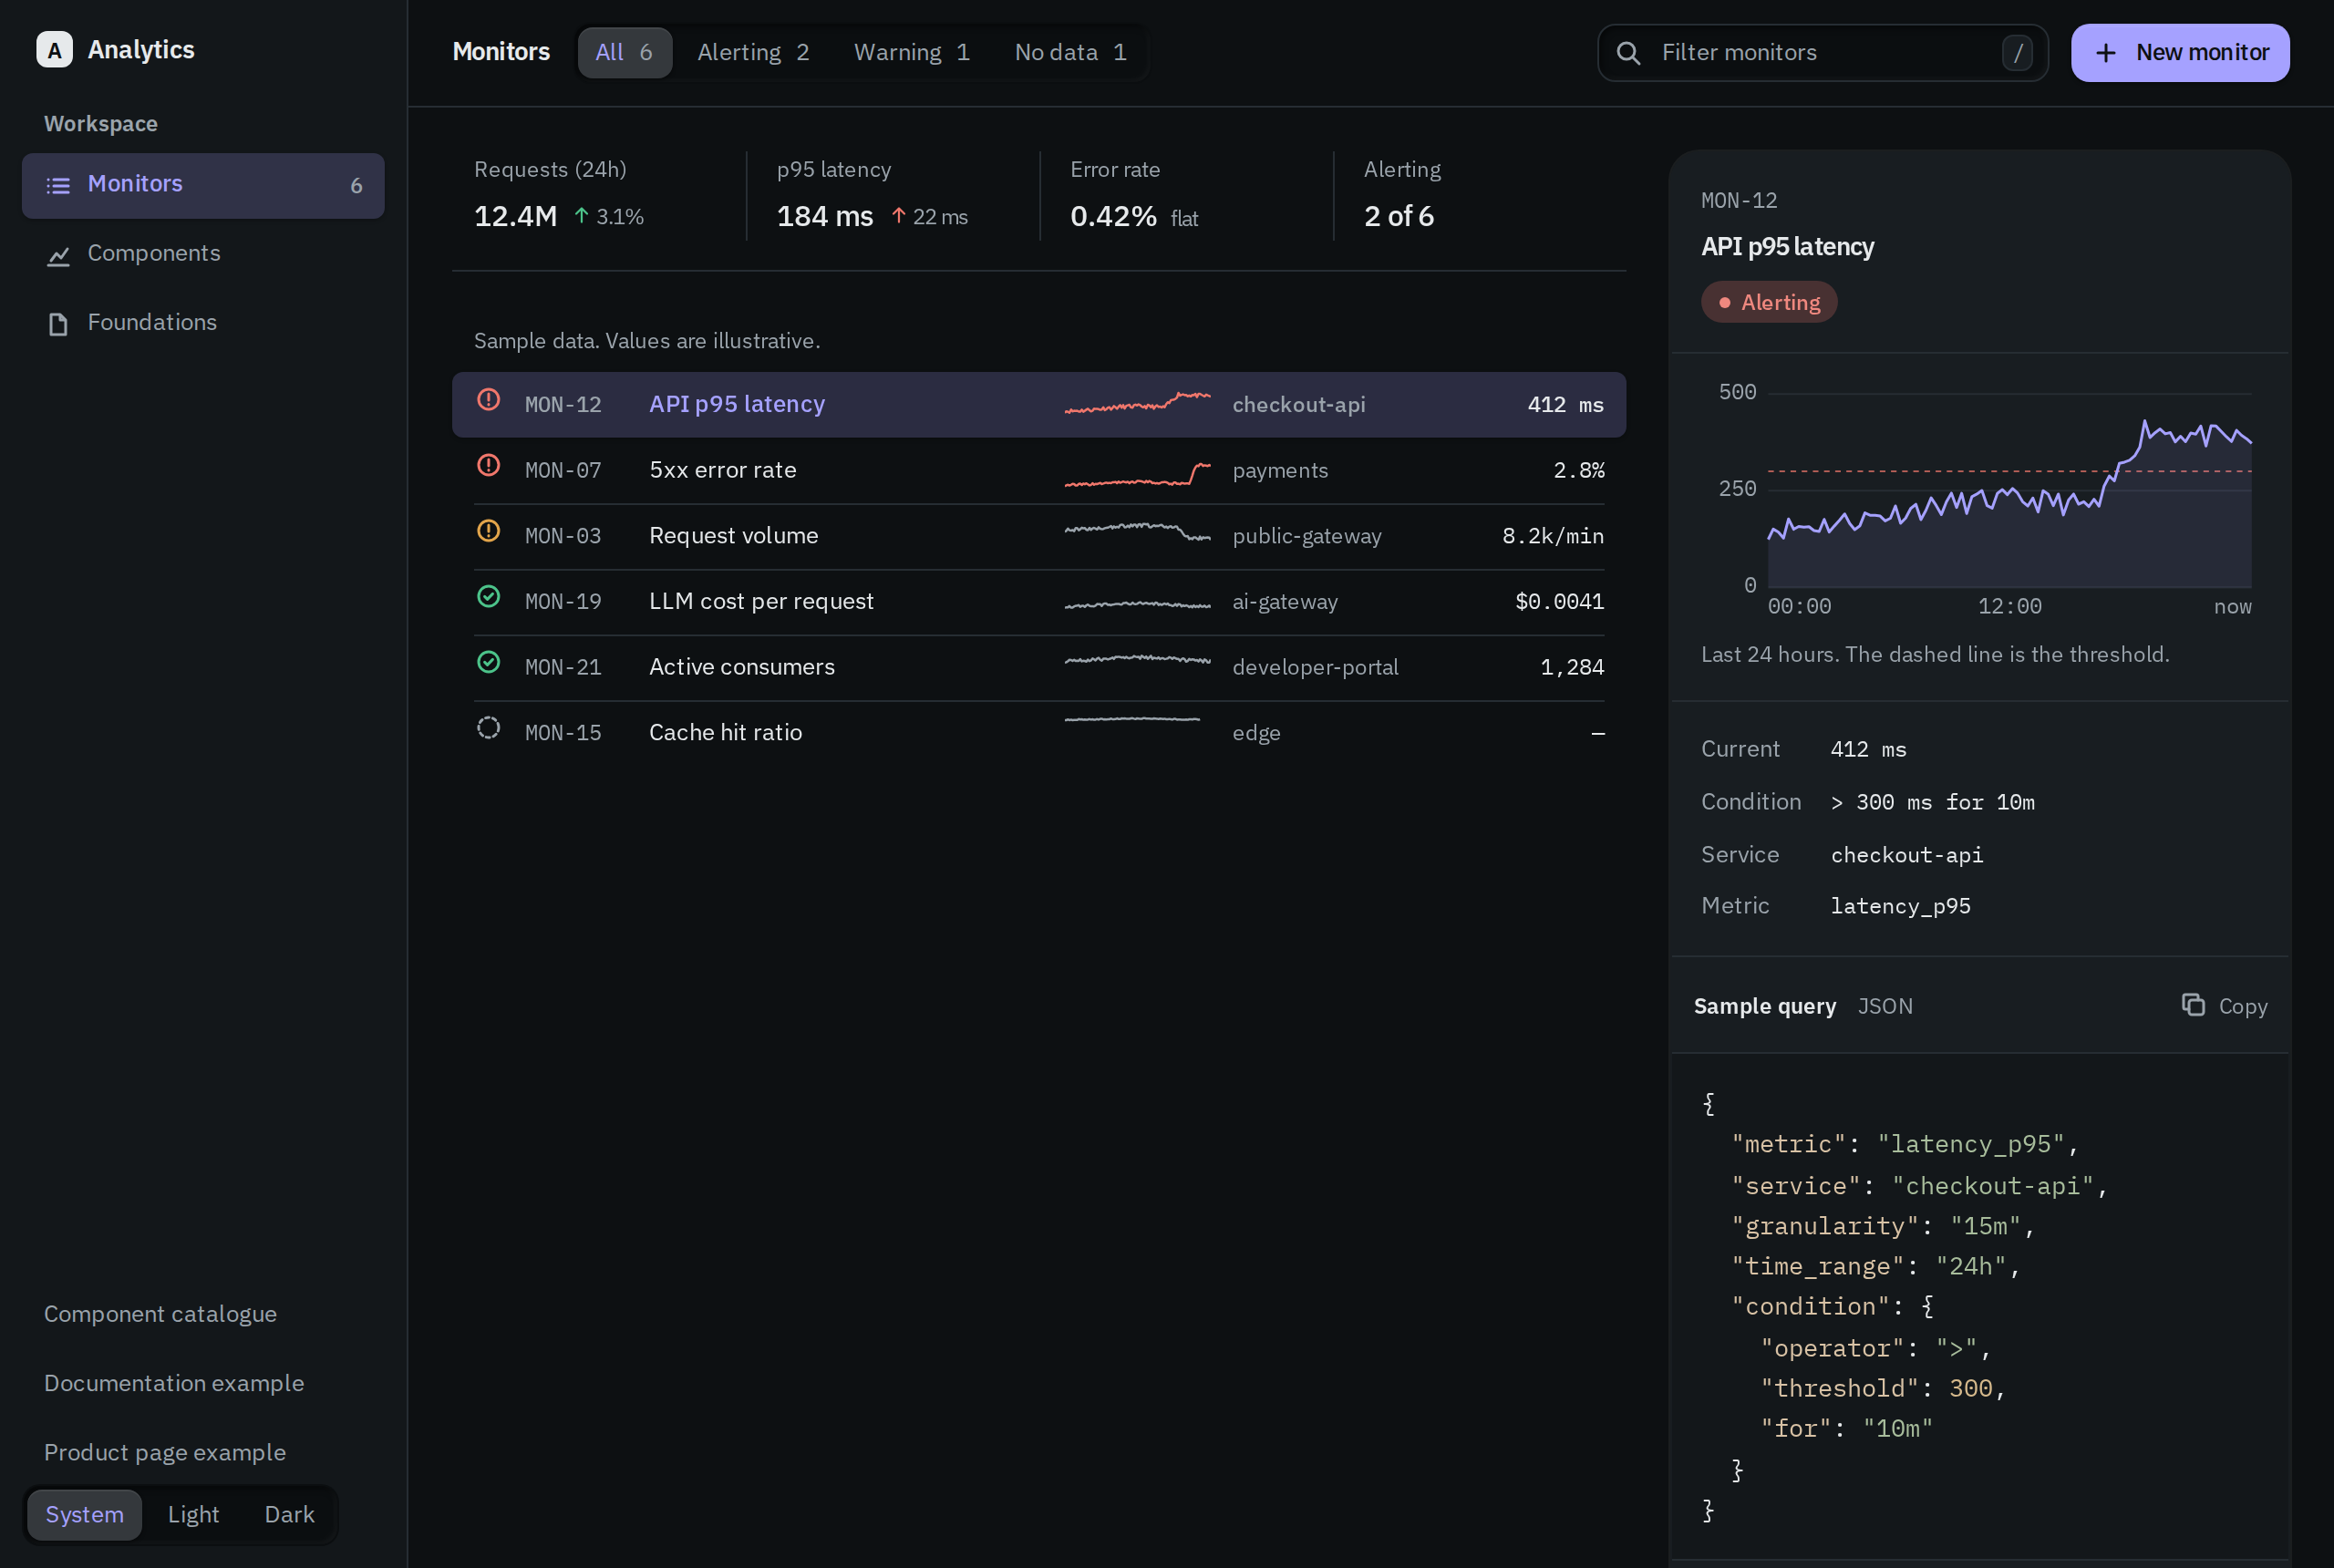 A Analytics
Workspace
Monitors 6
Components
Foundations
Component catalogue
Documentation example
Product page example
System Light Dark
Monitors All 6 Alerting 2 Warning 1 No data 1
Filter monitors /
+ New monitor
Requests (24h)
12.4M ↑ 3.1%
p95 latency
184 ms ↑ 22 ms
Error rate
0.42% flat
Alerting
2 of 6
Sample data. Values are illustrative.
MON-12 API p95 latency checkout-api 412 ms
MON-07 5xx error rate payments 2.8%
MON-03 Request volume public-gateway 8.2k/min
MON-19 LLM cost per request ai-gateway $0.0041
MON-21 Active consumers developer-portal 1,284
MON-15 Cache hit ratio edge —
MON-12
API p95 latency
Alerting
500
250
0
00:00 12:00 now
Last 24 hours. The dashed line is the threshold.
Current 412 ms
Condition > 300 ms for 10m
Service checkout-api
Metric latency_p95
Sample query JSON Copy
{
  "metric": "latency_p95",
  "service": "checkout-api",
  "granularity": "15m",
  "time_range": "24h",
  "condition": {
    "operator": ">",
    "threshold": 300,
    "for": "10m"
  }
}